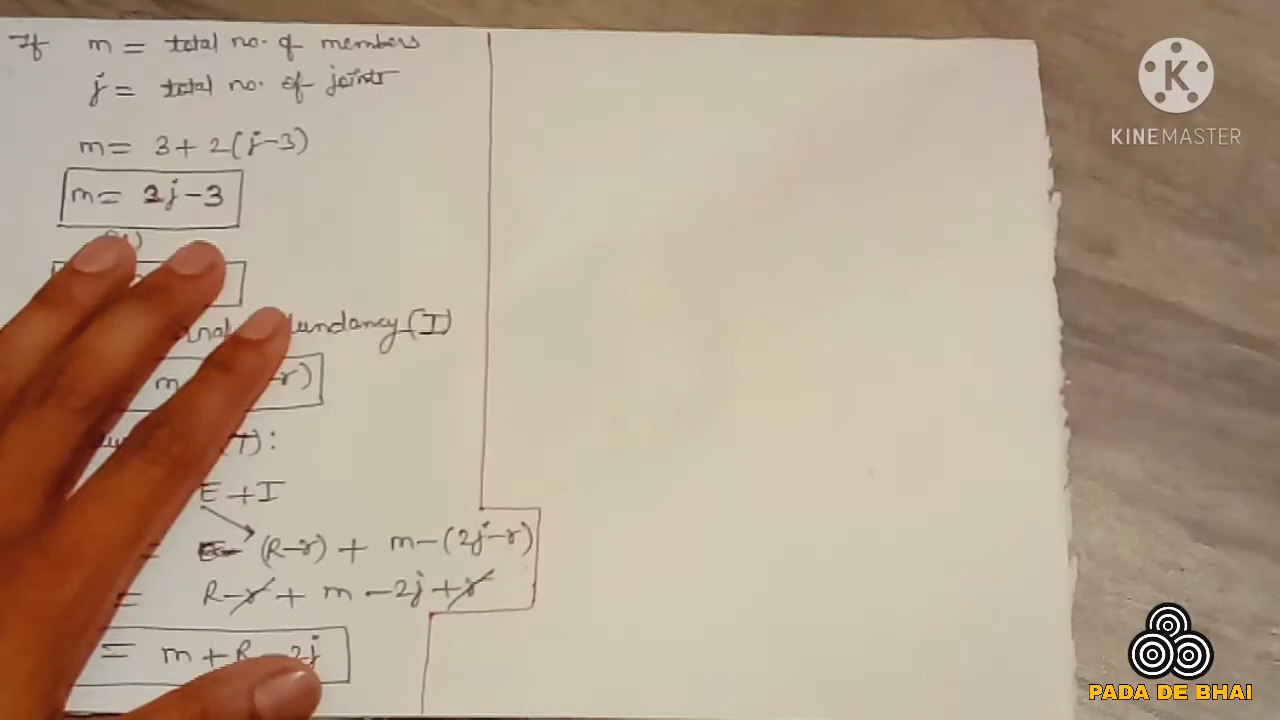 If m = total no. of members
j = total no. of joints
m = 3 + 2(j-3)
m = 2j - 3
(I)
m
r)
(T):
E + I
= (R-r) + m - (2j-r)
= R-r + m - 2j + r
= m + R - 2j
KINEMASTER
PADA DE BHAI